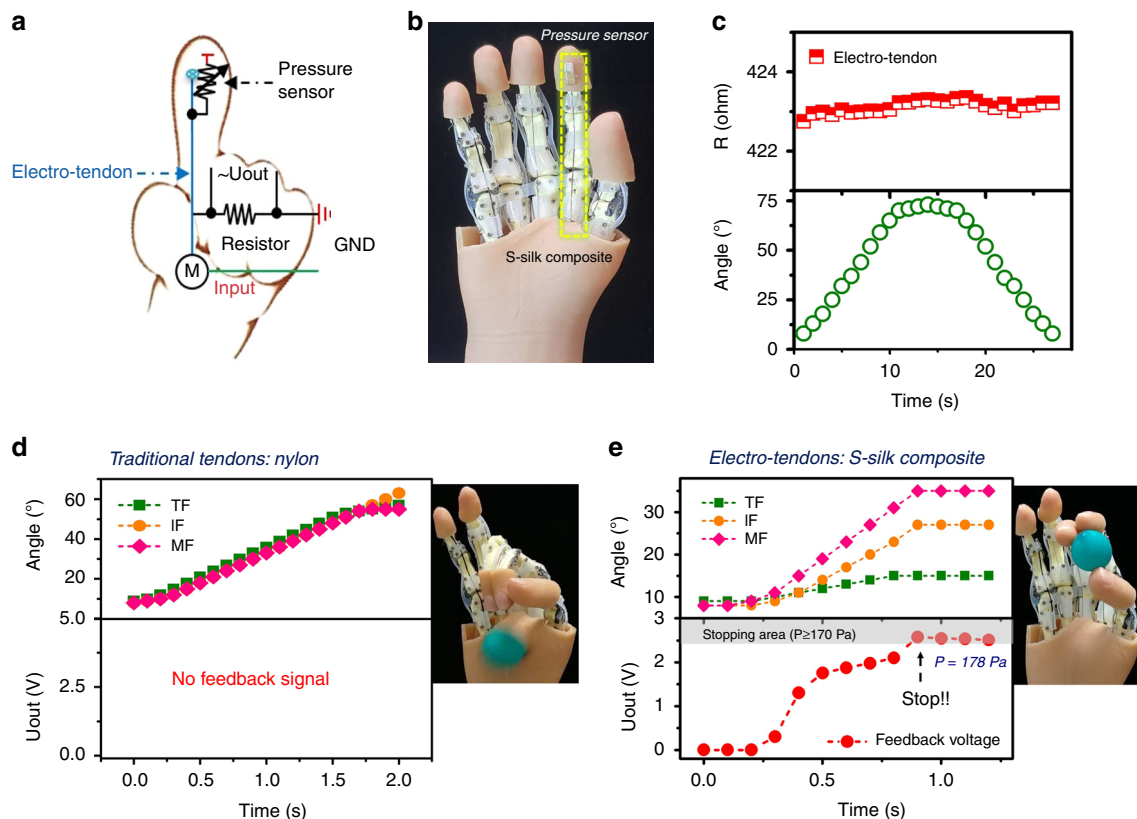 a
Pressure
sensor
Electro-tendon
~Uout
Resistor
GND
M
Input
b
Pressure sensor
S-silk composite
c
Electro-tendon
R (ohm)
424
422
Angle (°)
75
50
25
0
0 10 20
Time (s)
d
Traditional tendons: nylon
TF
IF
MF
Angle (°)
60
40
20
5.0
No feedback signal
Uout (V)
2.5
0.0
0.0 0.5 1.0 1.5 2.0
Time (s)
e
Electro-tendons: S-silk composite
TF
IF
MF
Angle (°)
30
20
10
3
Stopping area (P≥170 Pa)
P = 178 Pa
Stop!!
Uout (V)
2
1
0
Feedback voltage
0.0 0.5 1.0
Time (s)